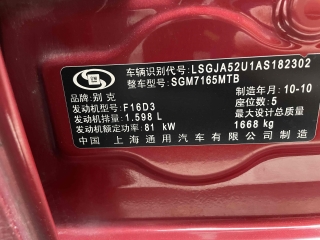 车辆识别代号: LSGJA52U1AS182302
整车型号: SGM7165MTB
品牌: 别克
制造年月: 10-10
发动机型号: F16D3
座位数: 5
发动机排量: 1.598 L
最大设计总质量
发动机额定功率: 81 kW
1668 kg
中国 上海通用汽车有限公司 制造